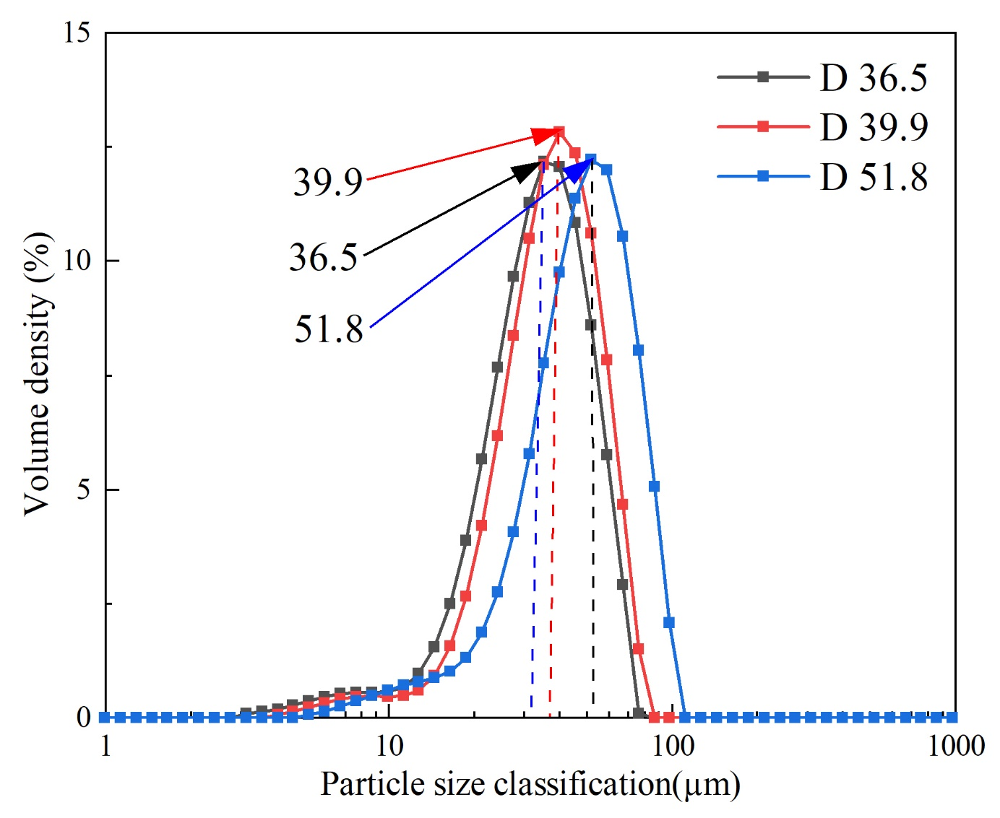 15
10
5
0
Volume density (%)
D 36.5
D 39.9
D 51.8
39.9
36.5
51.8
1
10
100
1000
Particle size classification(μm)